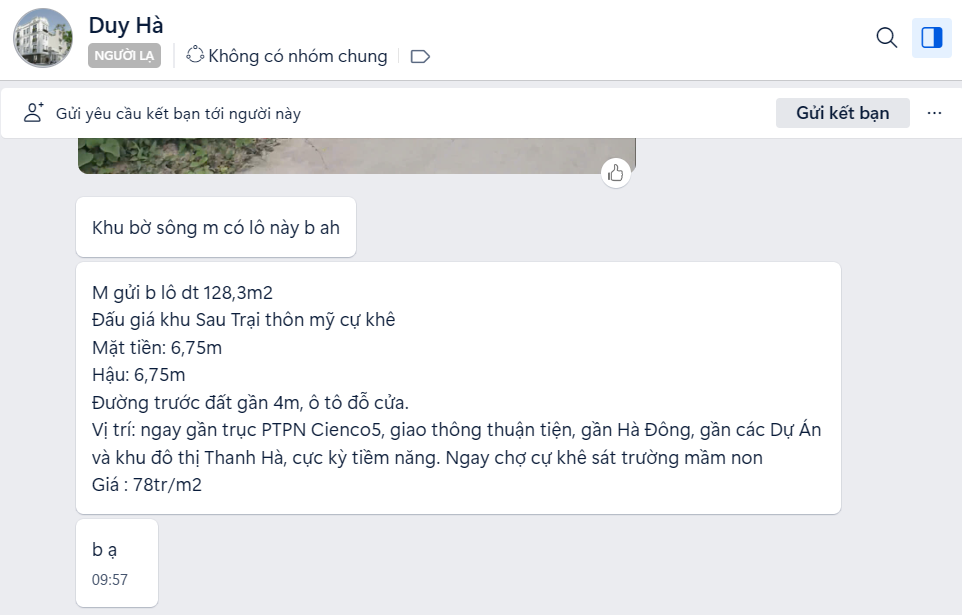 Duy Hà
NGƯỜI LẠ
Không có nhóm chung
Gửi yêu cầu kết bạn tới người này
Gửi kết bạn
Khu bờ sông m có lô này b ah
M gửi b lô dt 128,3m2
Đấu giá khu Sau Trại thôn mỹ cự khê
Mặt tiền: 6,75m
Hậu: 6,75m
Đường trước đất gần 4m, ô tô đỗ cửa.
Vị trí: ngay gần trục PTPN Cienco5, giao thông thuận tiện, gần Hà Đông, gần các Dự Án
và khu đô thị Thanh Hà, cực kỳ tiềm năng. Ngay chợ cự khê sát trường mầm non
Giá : 78tr/m2
b ạ
09:57